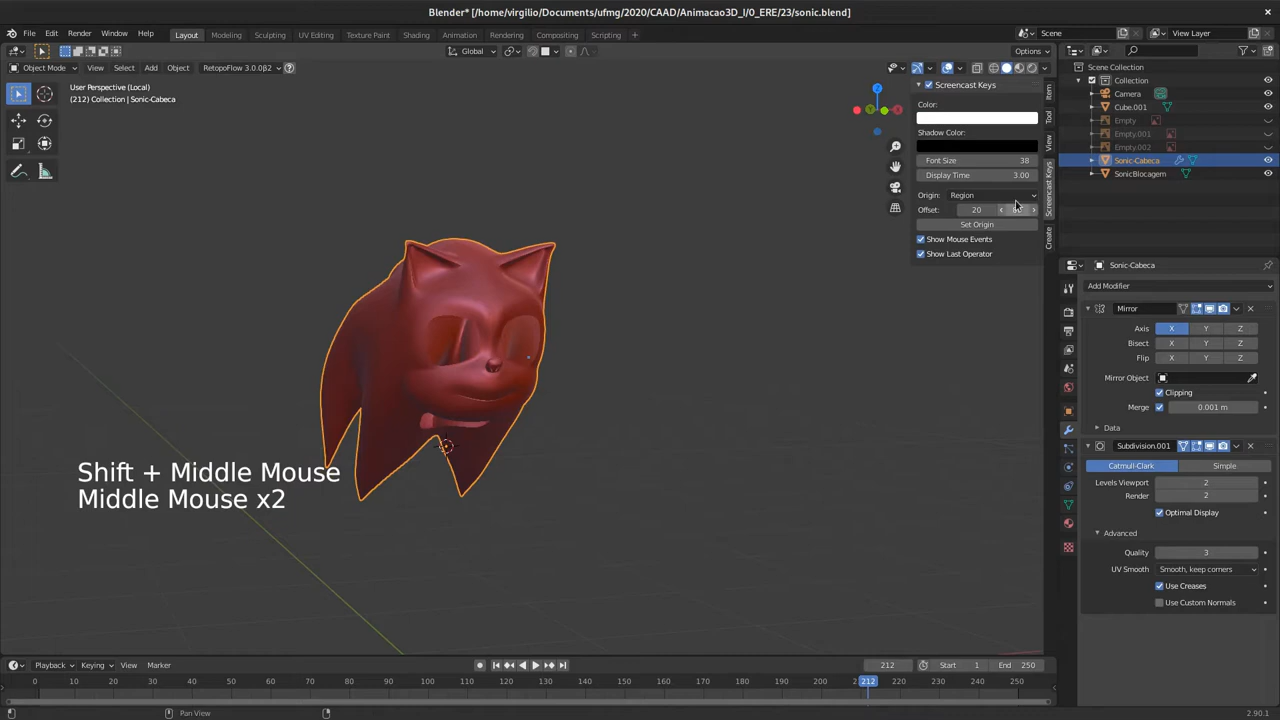 Blender* [/home/virgilio/Documents/ufmg/2020/CAAD/Animacao3D_I/0_ERE/23/sonic.blend]
File Edit Render Window Help Layout Modeling Sculpting UV Editing Texture Paint Shading Animation Rendering Compositing Scripting Scene View Layer
Global Options
Object Mode View Select Add Object RetopoFlow 3.0.0β2
User Perspective (Local)
(212) Collection | Sonic-Cabeca
X
Y
Z
Screencast Keys
Color:
Shadow Color:
Font Size 38
Display Time 3.00
Origin: Region
Offset: 20
Set Origin
Show Mouse Events
Show Last Operator
Item
Tool
View
Screencast Keys
Create
Scene Collection
Collection
Camera
Cube.001
Empty
Empty.001
Empty.002
Sonic-Cabeca
SonicBlocagem
Sonic-Cabeca
Add Modifier
Mirror
Axis X Y Z
Bisect X Y Z
Flip X Y Z
Mirror Object
Clipping
Merge 0.001 m
Data
Subdivision.001
Catmull-Clark Simple
Levels Viewport 2
Render 2
Optimal Display
Advanced
Quality 3
UV Smooth Smooth, keep corners
Use Creases
Use Custom Normals
Shift + Middle Mouse
Middle Mouse x2
Playback Keying View Marker 212 Start 1 End 250
0 10 20 30 40 50 60 70 80 90 100 110 120 130 140 150 160 170 180 190 200 212 220 230 240 250
Pan View 2.90.1